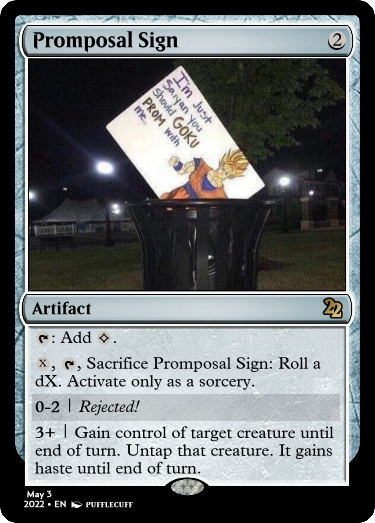 Promposal Sign 2
I'm Just
Saiyan you
Should GOKU
PROM with
me...
Artifact
22
: Add .
X, , Sacrifice Promposal Sign: Roll a
dX. Activate only as a sorcery.
0-2 | Rejected!
3+ | Gain control of target creature until
end of turn. Untap that creature. It gains
haste until end of turn.
May 3
2022 • EN PUFFLECUFF